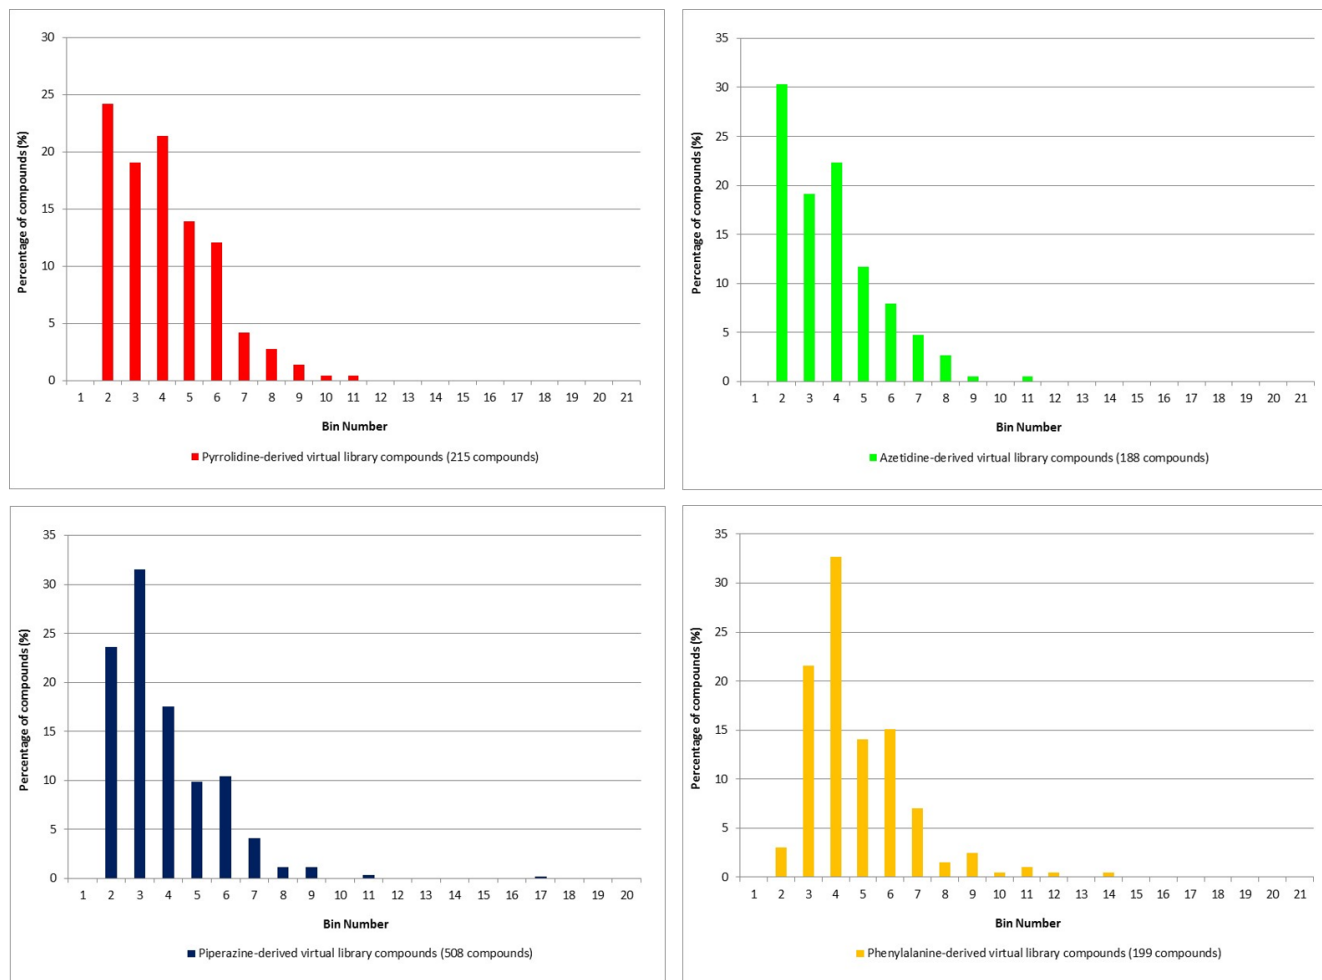 30
25
20
15
10
5
0
Percentage of compounds (%)
1 2 3 4 5 6 7 8 9 10 11 12 13 14 15 16 17 18 19 20 21
Bin Number
Pyrrolidine-derived virtual library compounds (215 compounds)
35
30
25
20
15
10
5
0
Percentage of compounds (%)
1 2 3 4 5 6 7 8 9 10 11 12 13 14 15 16 17 18 19 20 21
Bin Number
Azetidine-derived virtual library compounds (188 compounds)
35
30
25
20
15
10
5
0
Percentage of compounds (%)
1 2 3 4 5 6 7 8 9 10 11 12 13 14 15 16 17 18 19 20
Bin Number
Piperazine-derived virtual library compounds (508 compounds)
35
30
25
20
15
10
5
0
Percentage of compounds (%)
1 2 3 4 5 6 7 8 9 10 11 12 13 14 15 16 17 18 19 20 21
Bin Number
Phenylalanine-derived virtual library compounds (199 compounds)